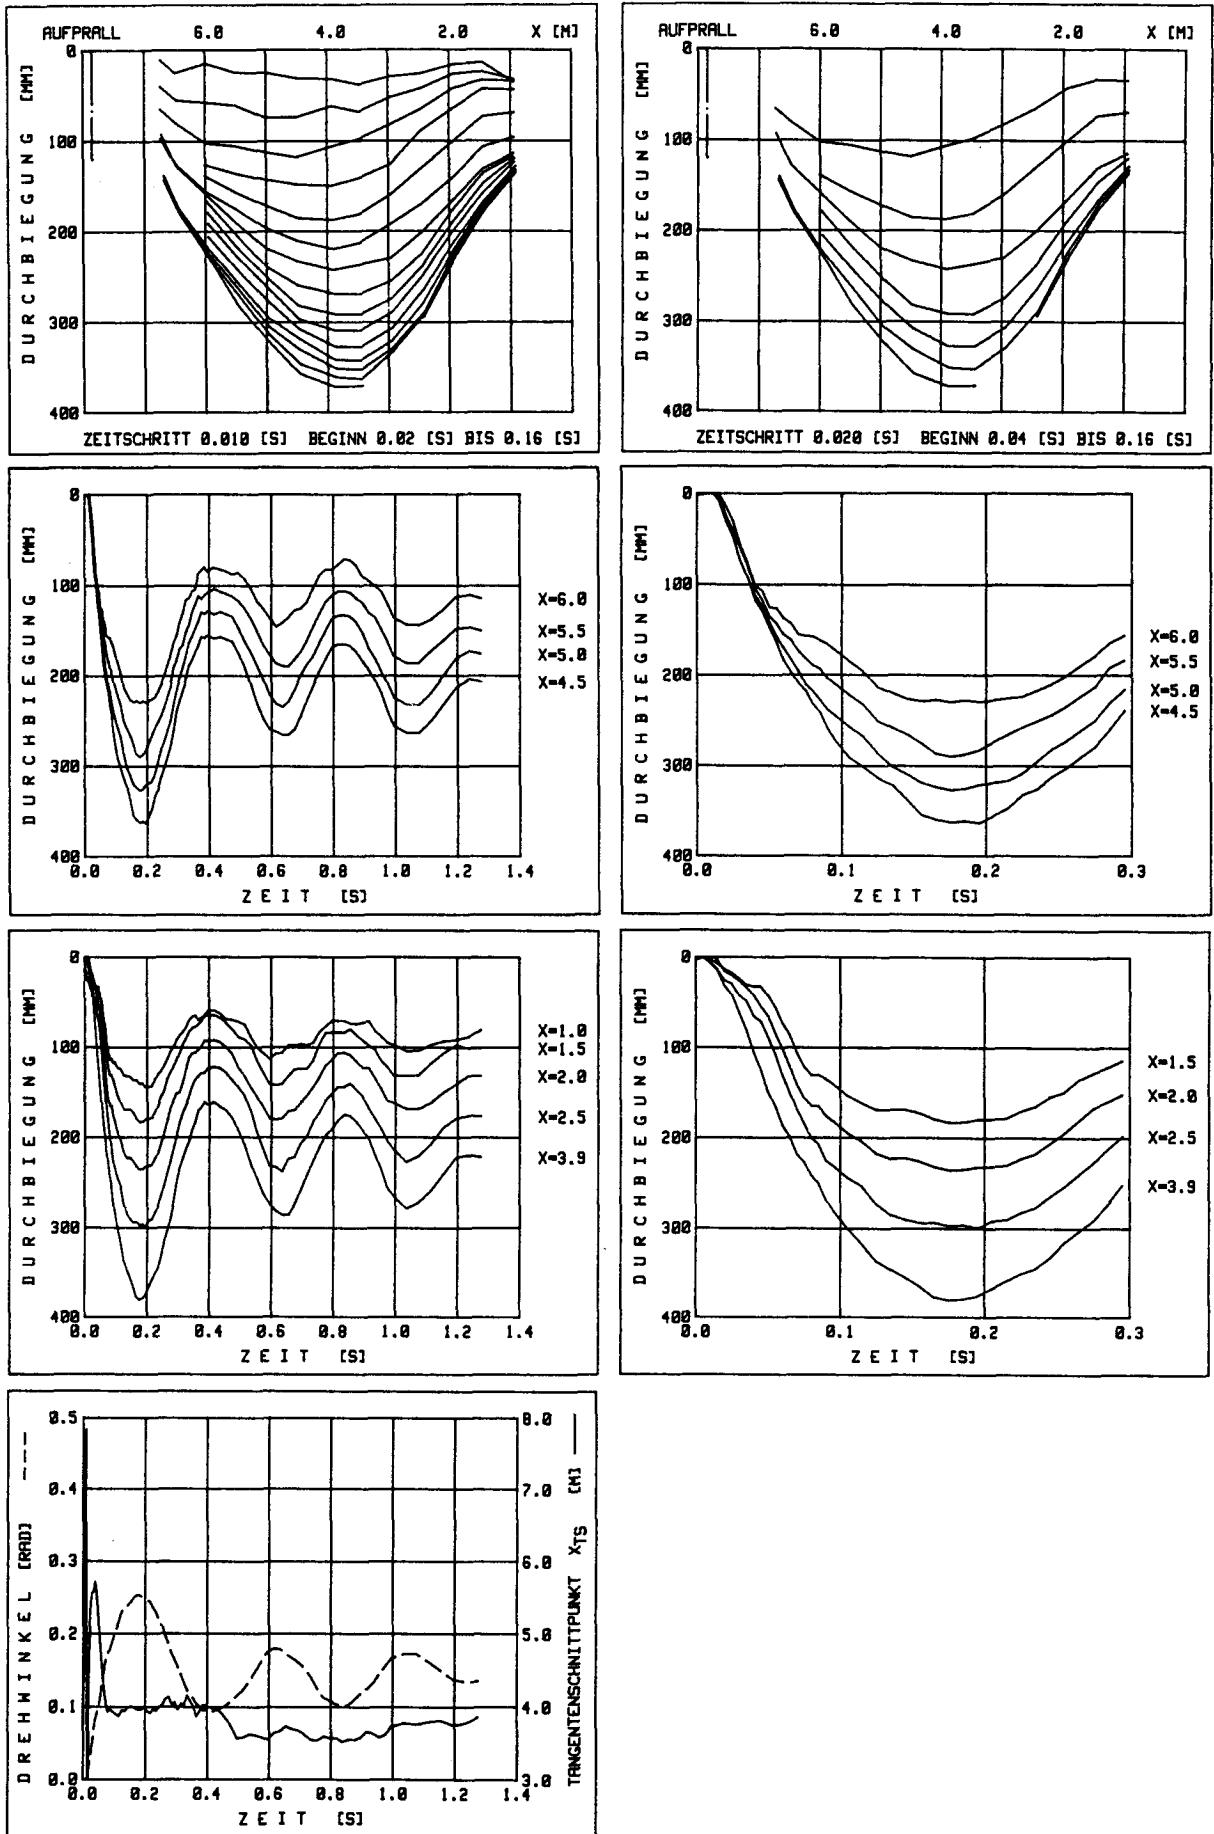 AUFPRALL 6.0 4.0 2.0 X [M]
0
100
200
300
400
DURCHBIEGUNG [MM]
ZEITSCHRITT 0.010 [S] BEGINN 0.02 [S] BIS 0.16 [S]
AUFPRALL 6.0 4.0 2.0 X [M]
0
100
200
300
400
DURCHBIEGUNG [MM]
ZEITSCHRITT 0.020 [S] BEGINN 0.04 [S] BIS 0.16 [S]
0
100
200
300
400
DURCHBIEGUNG [MM]
X=6.0
X=5.5
X=5.0
X=4.5
0.0 0.2 0.4 0.6 0.8 1.0 1.2 1.4
ZEIT [S]
0
100
200
300
400
DURCHBIEGUNG [MM]
X=6.0
X=5.5
X=5.0
X=4.5
0.0 0.1 0.2 0.3
ZEIT [S]
0
100
200
300
400
DURCHBIEGUNG [MM]
X=1.0
X=1.5
X=2.0
X=2.5
X=3.9
0.0 0.2 0.4 0.6 0.8 1.0 1.2 1.4
ZEIT [S]
0
100
200
300
400
DURCHBIEGUNG [MM]
X=1.5
X=2.0
X=2.5
X=3.9
0.0 0.1 0.2 0.3
ZEIT [S]
0.5
0.4
0.3
0.2
0.1
0.0
DREHWINKEL [RAD]
8.0
7.0
6.0
5.0
4.0
3.0
TANGENTENSCHNITTPUNKT XTS [M]
0.0 0.2 0.4 0.6 0.8 1.0 1.2 1.4
ZEIT [S]